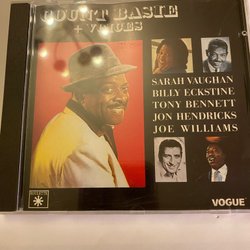 COUNT BASIE
+ VOICES
SARAH VAUGHAN
BILLY ECKSTINE
TONY BENNETT
JON HENDRICKS
JOE WILLIAMS
VOGUE